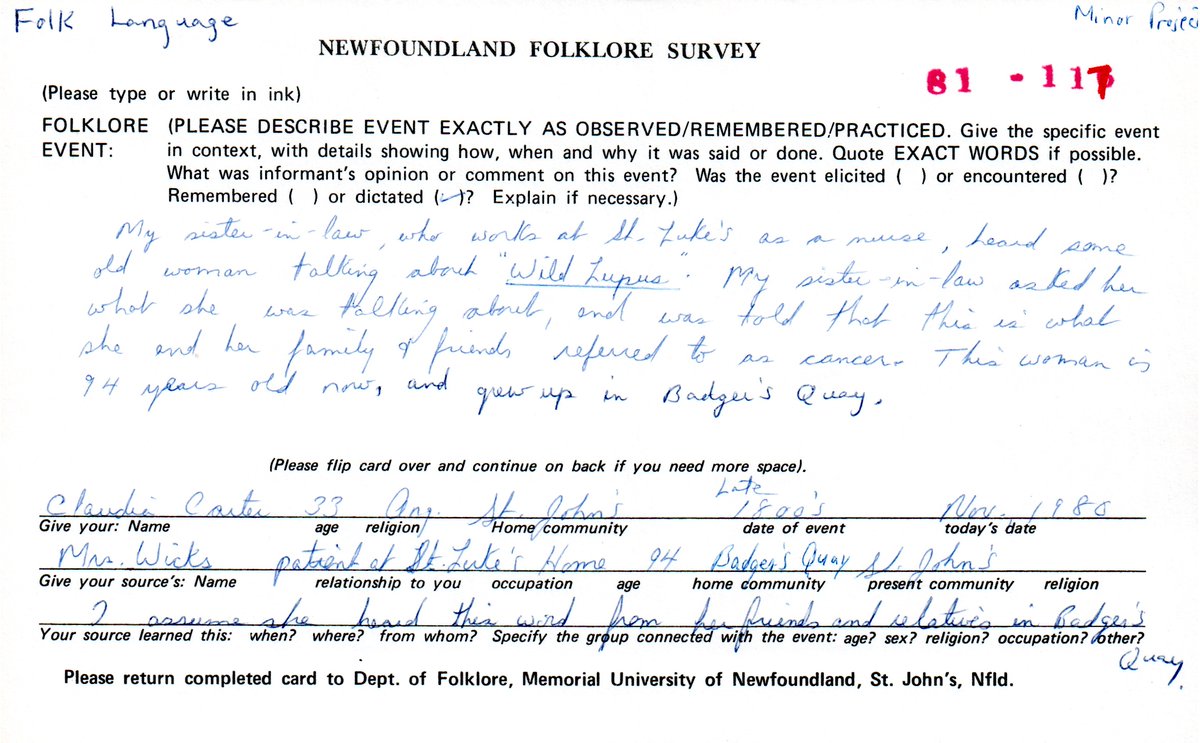 Folk Language
Minor Projec
NEWFOUNDLAND FOLKLORE SURVEY
81 - 117
(Please type or write in ink)
FOLKLORE (PLEASE DESCRIBE EVENT EXACTLY AS OBSERVED/REMEMBERED/PRACTICED. Give the specific event
EVENT: in context, with details showing how, when and why it was said or done. Quote EXACT WORDS if possible.
What was informant's opinion or comment on this event? Was the event elicited ( ) or encountered ( )?
Remembered ( ) or dictated (✓)? Explain if necessary.)
My sister-in-law, who works at St. Luke's as a nurse, heard some
old woman talking about "Wild Lupus". My sister-in-law asked her
what she was talking about, and was told that this is what
she and her family & friends referred to as cancer. This woman is
94 years old now, and grew up in Badger's Quay.
(Please flip card over and continue on back if you need more space).
Late
Claudia Carter 33 Ang. St. John's 1800's Nov. 1980
Give your: Name age religion Home community date of event today's date
Mrs. Wicks patient at St. Luke's Home 94 Badger's Quay St. John's
Give your source's: Name relationship to you occupation age home community present community religion
I assume she heard this word from her friends and relatives in Badger's
Your source learned this: when? where? from whom? Specify the group connected with the event: age? sex? religion? occupation? other?
Quay.
Please return completed card to Dept. of Folklore, Memorial University of Newfoundland, St. John's, Nfld.